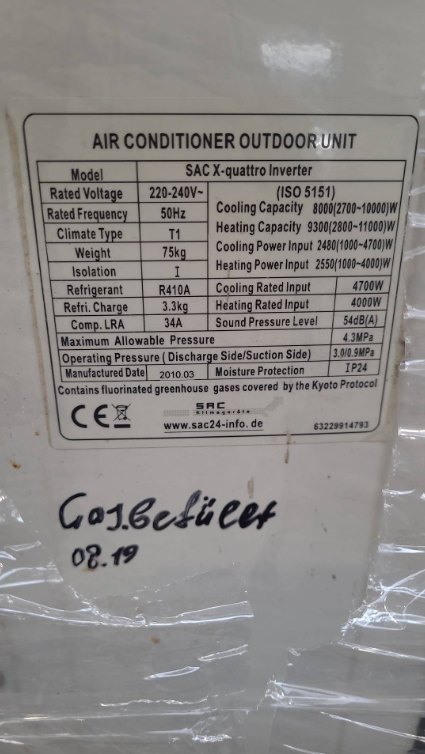 AIR CONDITIONER OUTDOOR UNIT
Model SAC X-quattro Inverter
Rated Voltage 220-240V~ (ISO 5151)
Rated Frequency 50Hz Cooling Capacity 8000(2700~10000)W
Climate Type T1 Heating Capacity 9300(2800~11000)W
Weight 75kg Cooling Power Input 2480(1000~4700)W
Isolation I Heating Power Input 2550(1000~4000)W
Refrigerant R410A Cooling Rated Input 4700W
Refri. Charge 3.3kg Heating Rated Input 4000W
Comp. LRA 34A Sound Pressure Level 54dB(A)
Maximum Allowable Pressure 4.3MPa
Operating Pressure ( Discharge Side/Suction Side) 3.0/0.9MPa
Manufactured Date 2010.03 Moisture Protection IP24
Contains fluorinated greenhouse gases covered by the Kyoto Protocol
CE SAC
Klimageräte
www.sac24-info.de 63229914793
Gasbefüllt
08.19